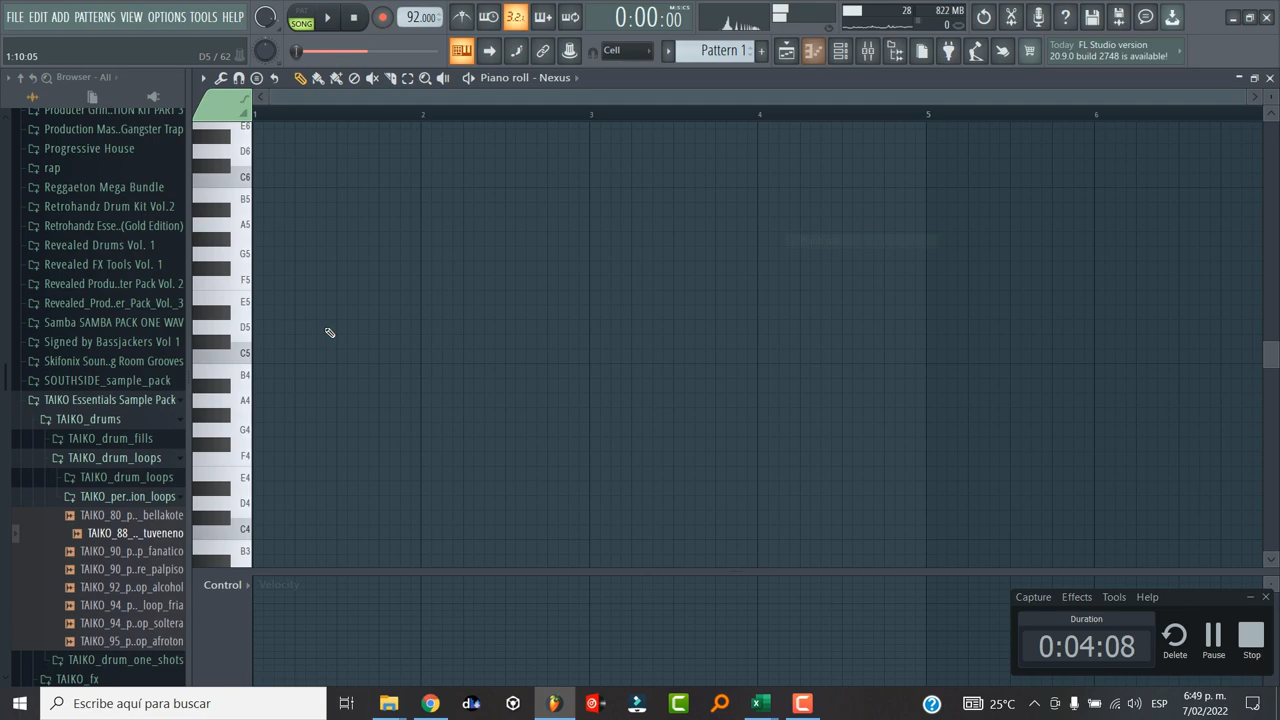 FILE EDIT ADD PATTERNS VIEW OPTIONS TOOLS HELP
PAT
SONG
92.000
3.2
0:00:00
M:S:CS
28
822 MB
0
1:10:05
D5 / 62
Cell
Pattern 1
Today FL Studio version
20.9.0 build 2748 is available!
Browser - All
Piano roll - Nexus
1 2 3 4 5 6
Producer Grin..TION KIT PART 3
Production Mas..Gangster Trap
Progressive House
rap
Reggaeton Mega Bundle
Retrohandz Drum Kit Vol.2
Retrohandz Esse..(Gold Edition)
Revealed Drums Vol. 1
Revealed FX Tools Vol. 1
Revealed Produ..ter Pack Vol. 2
Revealed_Prod..er_Pack_Vol._3
Samba SAMBA PACK ONE WAV
Signed by Bassjackers Vol 1
Skifonix Soun..g Room Grooves
SOUTHSIDE_sample_pack
TAIKO Essentials Sample Pack
TAIKO_drums
TAIKO_drum_fills
TAIKO_drum_loops
TAIKO_drum_loops
TAIKO_per..ion_loops
TAIKO_80_p.._bellakote
TAIKO_88_.._tuveneno
TAIKO_90_p..p_fanatico
TAIKO_90_p..re_palpiso
TAIKO_92_p..op_alcohol
TAIKO_94_p.._loop_fria
TAIKO_94_p..op_soltera
TAIKO_95_p..op_afroton
TAIKO_drum_one_shots
TAIKO_fx
E6
D6
C6
B5
A5
G5
F5
E5
D5
C5
B4
A4
G4
F4
E4
D4
C4
B3
Control
Velocity
Capture Effects Tools Help
Duration
0:04:08
Delete
Pause
Stop
Escribe aquí para buscar
25°C
ESP
6:49 p. m.
7/02/2022